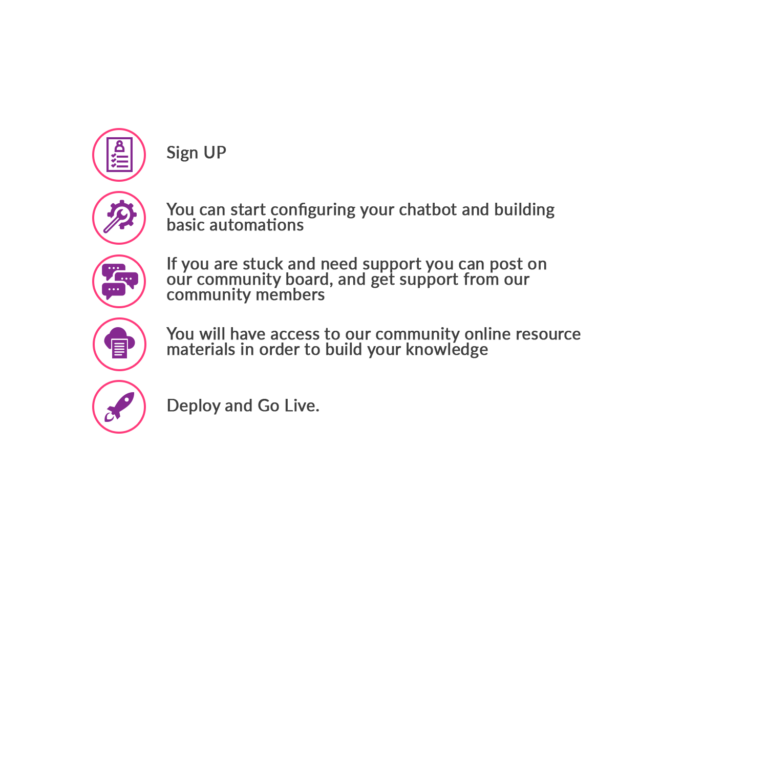 Sign UP
You can start configuring your chatbot and building
basic automations
If you are stuck and need support you can post on
our community board, and get support from our
community members
You will have access to our community online resource
materials in order to build your knowledge
Deploy and Go Live.